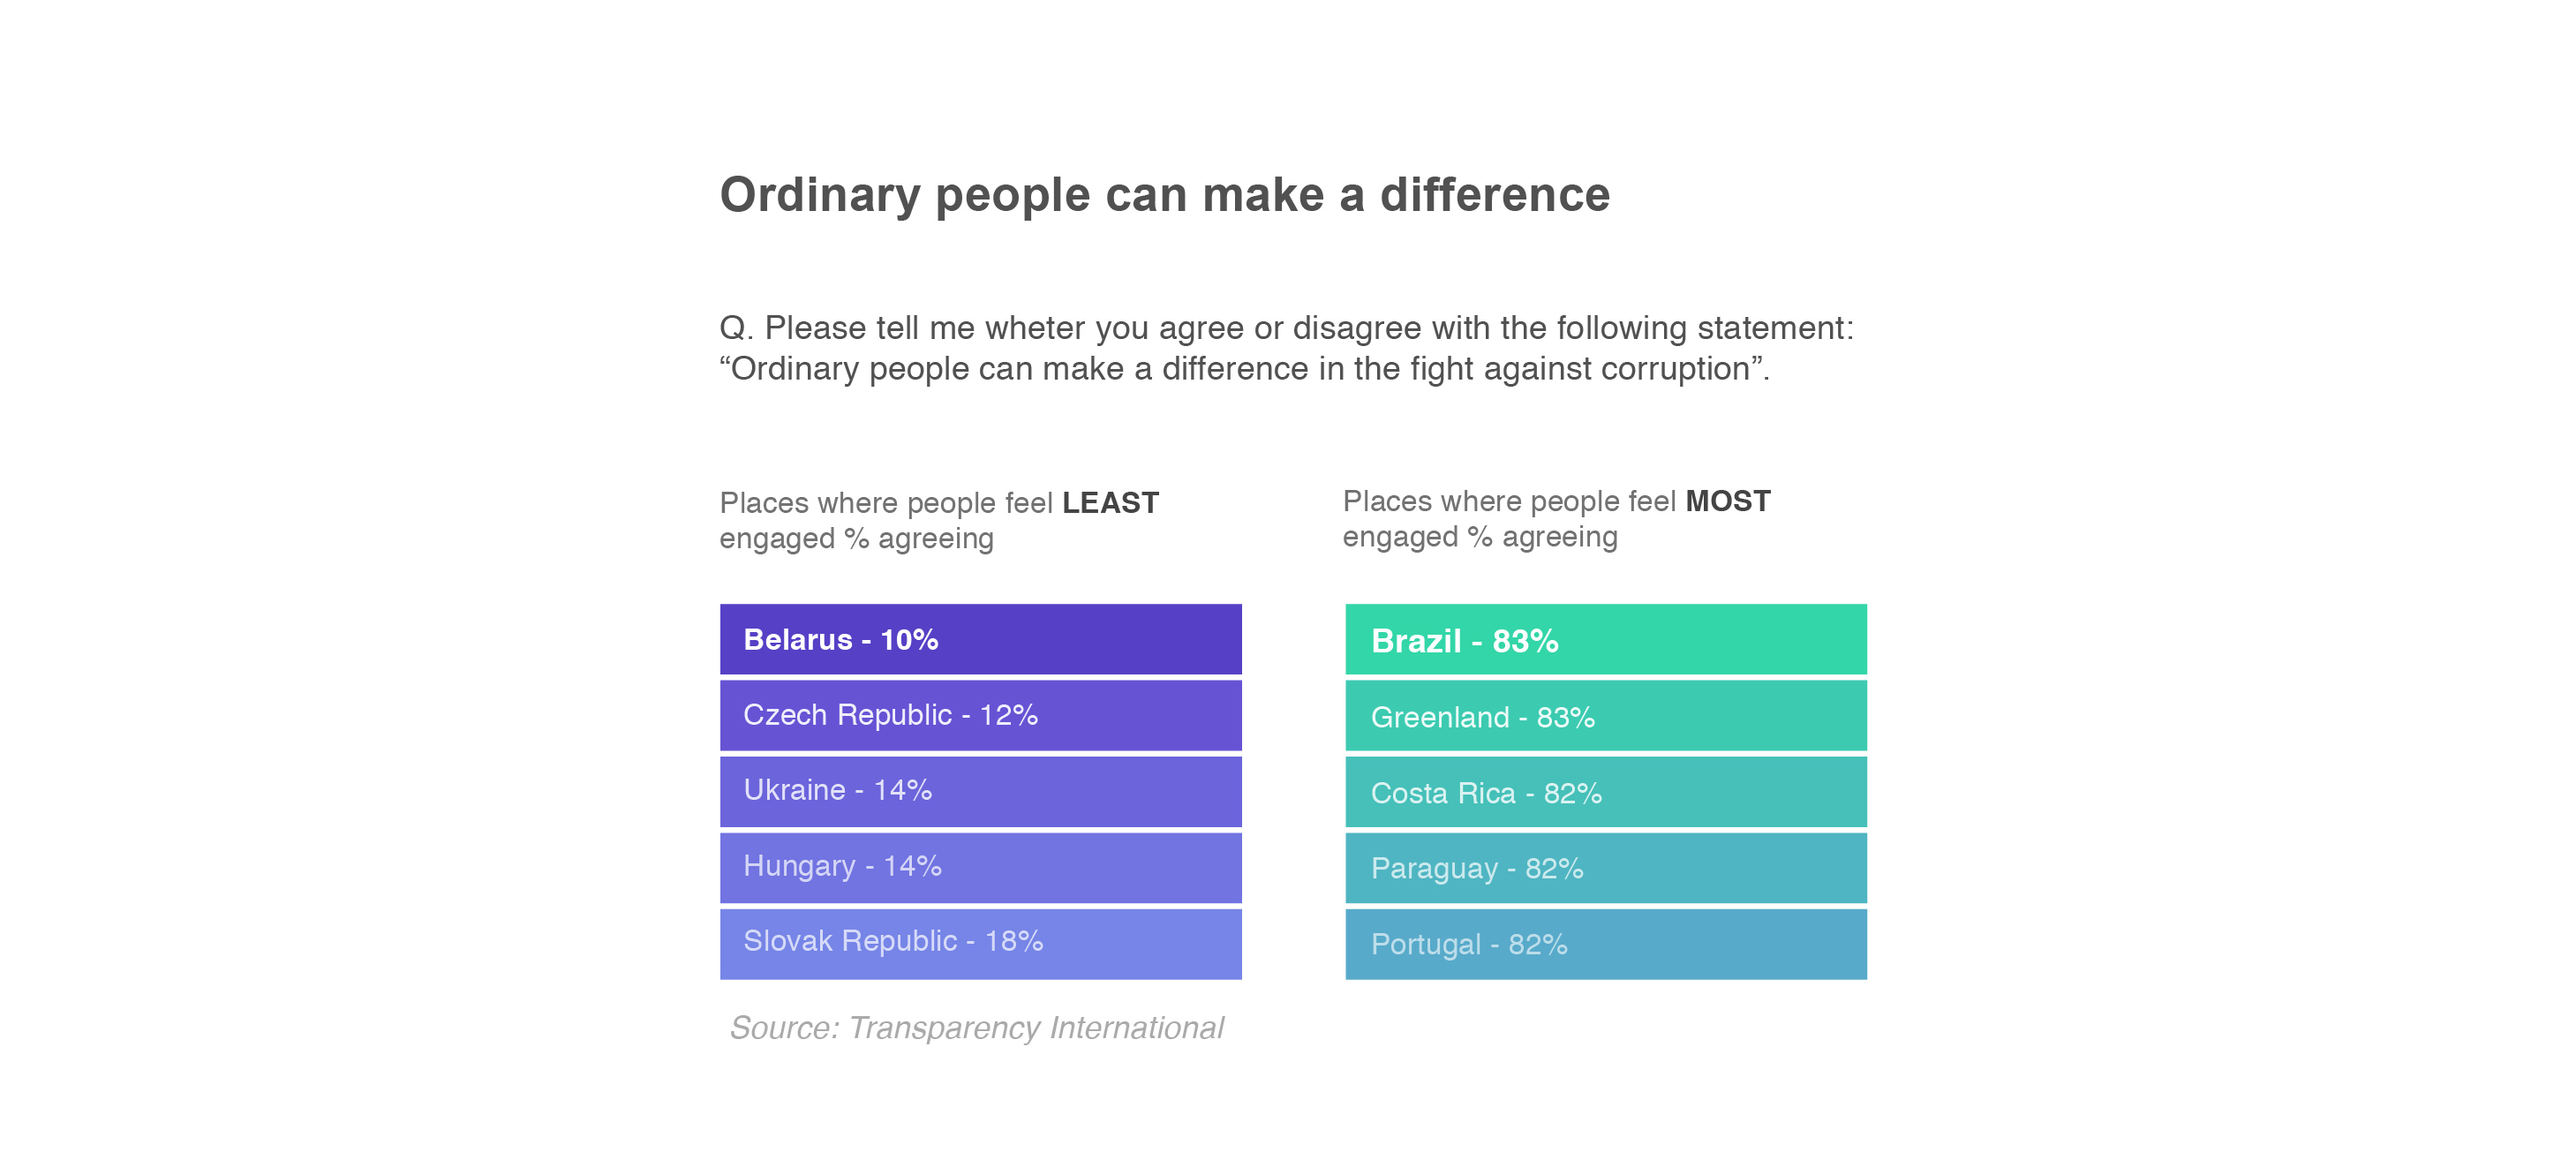 Ordinary people can make a difference
Q. Please tell me wheter you agree or disagree with the following statement:
“Ordinary people can make a difference in the fight against corruption”.
Places where people feel LEAST
engaged % agreeing
Belarus - 10%
Czech Republic - 12%
Ukraine - 14%
Hungary - 14%
Slovak Republic - 18%
Places where people feel MOST
engaged % agreeing
Brazil - 83%
Greenland - 83%
Costa Rica - 82%
Paraguay - 82%
Portugal - 82%
Source: Transparency International